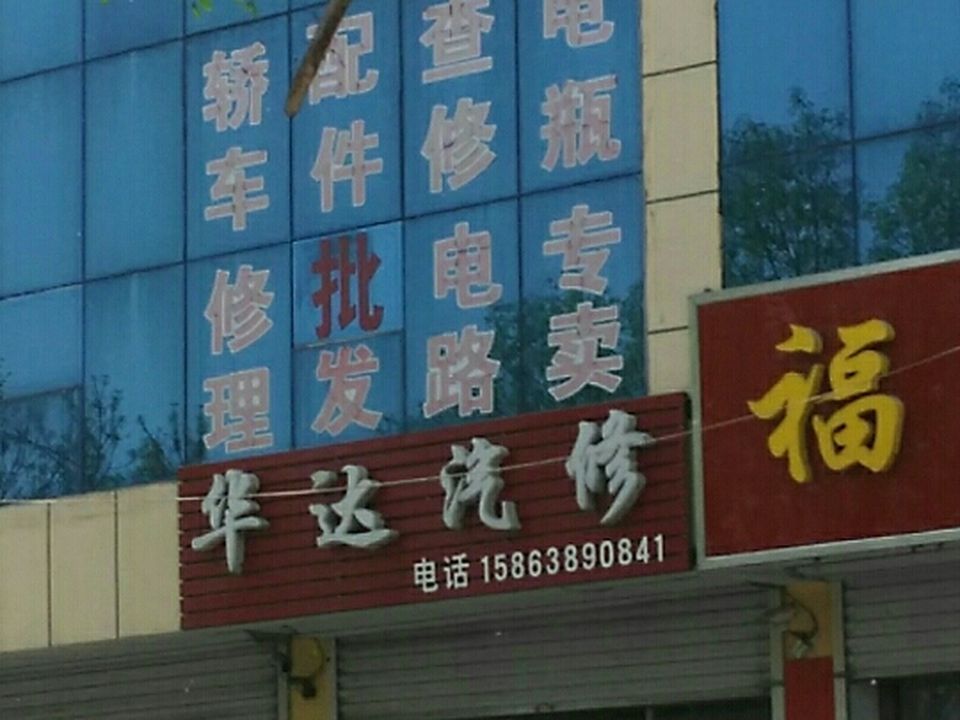 轿车修理
配件批发
查修电路
电瓶专卖
华达汽修
电话 15863890841
福